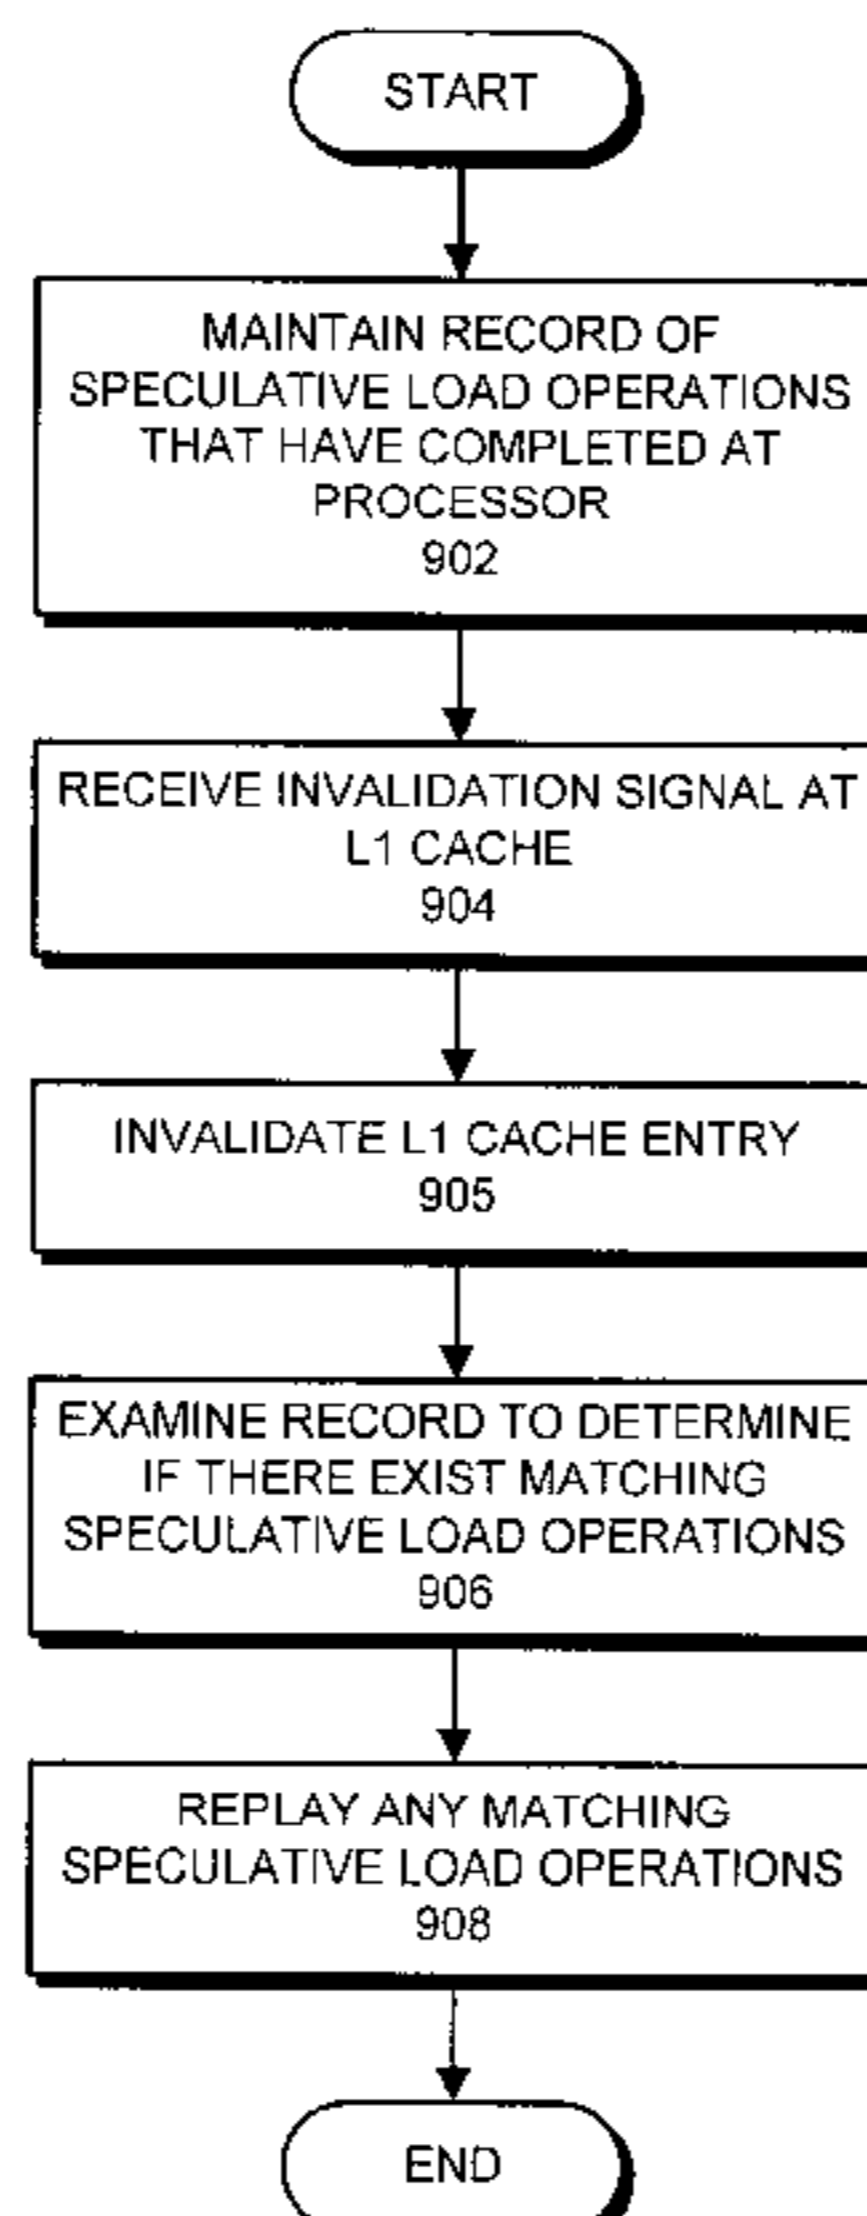 START
MAINTAIN RECORD OF
SPECULATIVE LOAD OPERATIONS
THAT HAVE COMPLETED AT
PROCESSOR
902
RECEIVE INVALIDATION SIGNAL AT
L1 CACHE
904
INVALIDATE L1 CACHE ENTRY
905
EXAMINE RECORD TO DETERMINE
IF THERE EXIST MATCHING
SPECULATIVE LOAD OPERATIONS
906
REPLAY ANY MATCHING
SPECULATIVE LOAD OPERATIONS
908
END